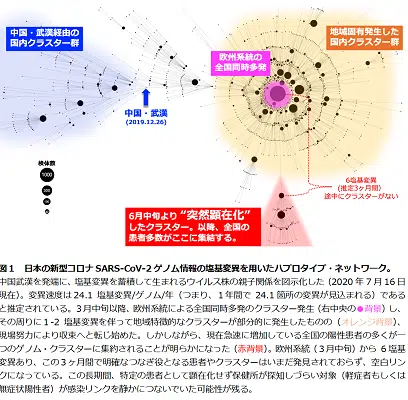 中国・武漢経由の
国内クラスター群
欧州系統の
全国同時多発
地域固有発生した
国内クラスター群
中国・武漢
(2019.12.26)
検体数
1000
500
6塩基変異
(推定3ヶ月間)
途中にクラスターがない
6月中旬より“突然顕在化”
したクラスター。以降、全国の
患者多数がここに集結する。
図１ 日本の新型コロナ SARS-CoV-2 ゲノム情報の塩基変異を用いたハプロタイプ・ネットワーク。
中国武漢を発端に、塩基変異を蓄積して生まれるウイルス株の親子関係を図示化した（2020 年 7 月 16 日
現在）。変異速度は 24.1 塩基変異/ゲノム/年（つまり、１年間で 24.1 箇所の変異が見込まれる）である
と推定されている。3 月中旬以降、欧州系統による全国同時多発のクラスター発生（右中央の●背景）し、
その周りに 1-2 塩基変異を伴って地域特徴的なクラスターが部分的に発生したものの（オレンジ背景）、
現場努力により収束へと転じ始めた。しかしながら、現在急速に増加している全国の陽性患者の多くが一
つのゲノム・クラスターに集約されることが明らかになった（赤背景）。欧州系統（３月中旬）から 6 塩基
変異あり、この３ヶ月間で明確なつなぎ役となる患者やクラスターはいまだ発見されておらず、空白リン
クになっている。この長期間、特定の患者として顕在化せず保健所が探知しづらい対象（軽症者もしくは
無症状陽性者）が感染リンクを静かにつないでいた可能性が残る。